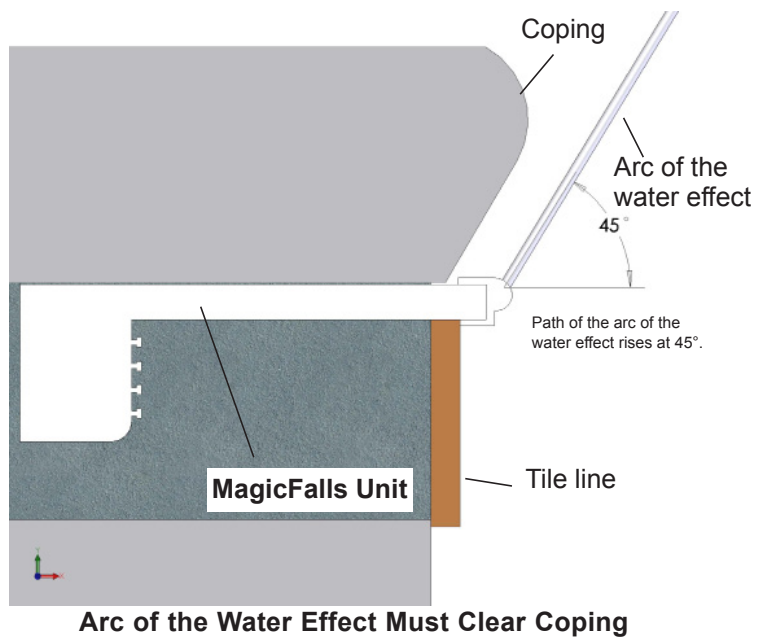 Coping
Arc of the
water effect
45°
Path of the arc of the
water effect rises at 45°.
MagicFalls Unit
Tile line
Y
X
Arc of the Water Effect Must Clear Coping